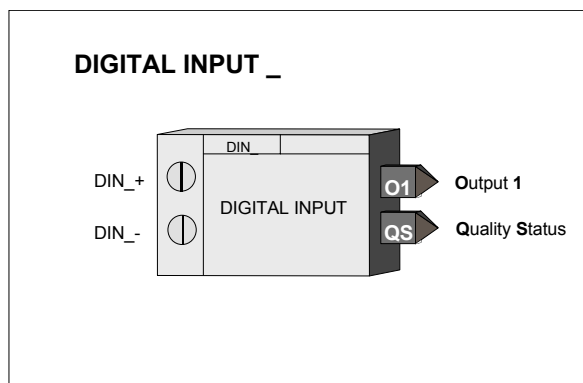 DIGITAL INPUT _
DIN_
DIN_+
O1
Output 1
DIGITAL INPUT
DIN_-
QS
Quality Status